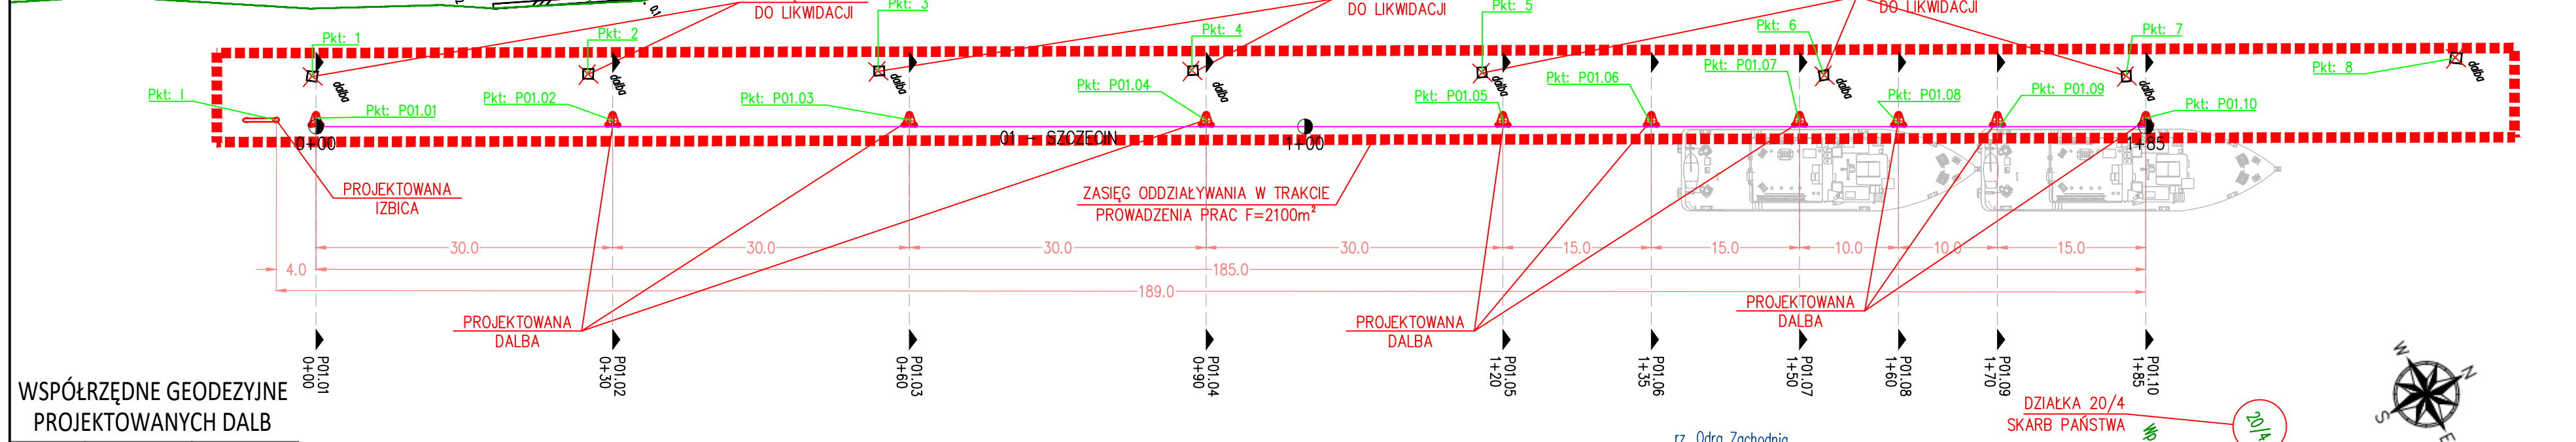 DO LIKWIDACJI
DO LIKWIDACJI
DO LIKWIDACJI
0.1
Pkt: 1
Pkt: 2
Pkt: 3
Pkt: 4
Pkt: 5
Pkt: 6
Pkt: 7
Pkt: 8
dalba
dalba
dalba
dalba
dalba
dalba
dalba
dalba
Pkt: I
Pkt: P01.01
Pkt: P01.02
Pkt: P01.03
Pkt: P01.04
Pkt: P01.05
Pkt: P01.06
Pkt: P01.07
Pkt: P01.08
Pkt: P01.09
Pkt: P01.10
0+00
01 - SZCZECIN
1+00
1+85
PROJEKTOWANA
IZBICA
ZASIĘG ODDZIAŁYWANIA W TRAKCIE
PROWADZENIA PRAC F=2100m²
30.0
30.0
30.0
30.0
15.0
15.0
10.0
10.0
15.0
4.0
185.0
189.0
PROJEKTOWANA
DALBA
PROJEKTOWANA
DALBA
PROJEKTOWANA
DALBA
P01.01
0+00
P01.02
0+30
P01.03
0+60
P01.04
0+90
P01.05
1+20
P01.06
1+35
P01.07
1+50
P01.08
1+60
P01.09
1+70
P01.10
1+85
WSPÓŁRZĘDNE GEODEZYJNE
PROJEKTOWANYCH DALB
DZIAŁKA 20/4
SKARB PAŃSTWA
20/4
Wp
rz. Odra Zachodnia
W
N
S
E